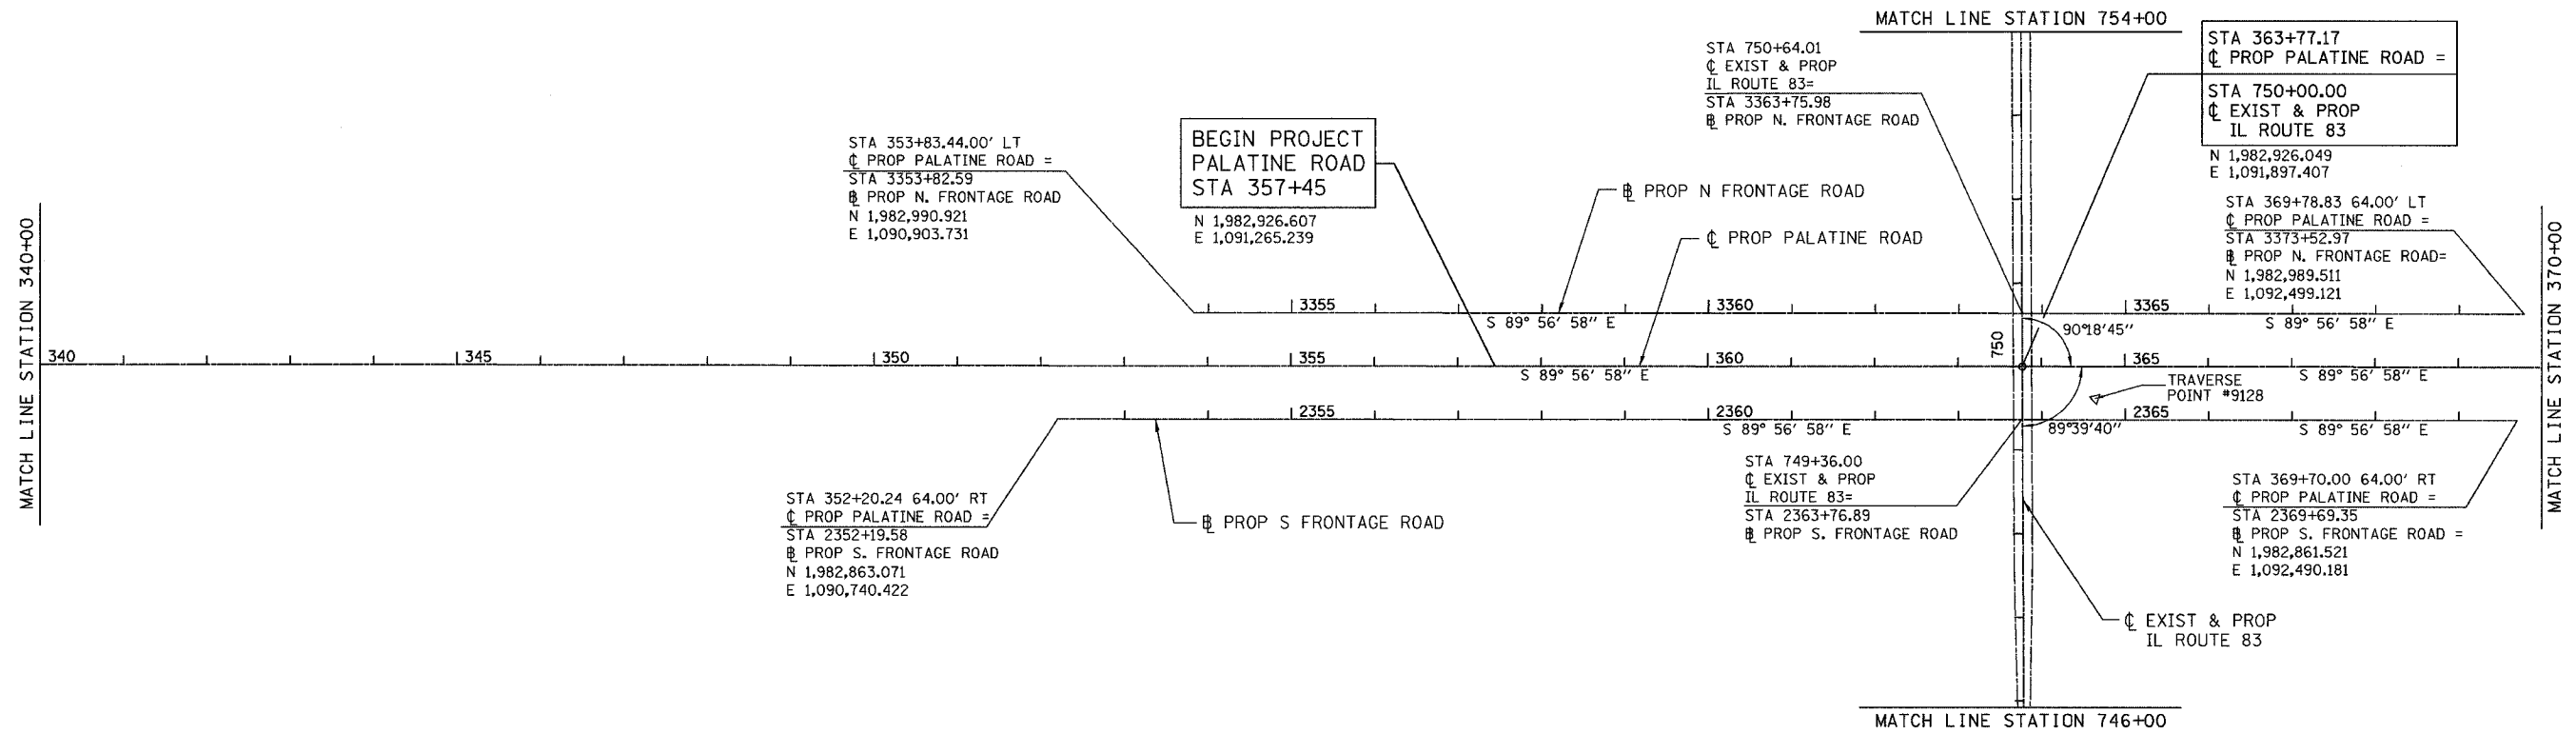 MATCH LINE STATION 754+00
STA 363+77.17
℄ PROP PALATINE ROAD =
STA 750+00.00
℄ EXIST & PROP
IL ROUTE 83
N 1,982,926.049
E 1,091,897.407
STA 750+64.01
℄ EXIST & PROP
IL ROUTE 83=
STA 3363+75.98
BL PROP N. FRONTAGE ROAD
BEGIN PROJECT
PALATINE ROAD
STA 357+45
N 1,982,926.607
E 1,091,265.239
STA 353+83.44.00' LT
℄ PROP PALATINE ROAD =
STA 3353+82.59
BL PROP N. FRONTAGE ROAD
N 1,982,990.921
E 1,090,903.731
BL PROP N FRONTAGE ROAD
℄ PROP PALATINE ROAD
STA 369+78.83 64.00' LT
℄ PROP PALATINE ROAD =
STA 3373+52.97
BL PROP N. FRONTAGE ROAD=
N 1,982,989.511
E 1,092,499.121
MATCH LINE STATION 340+00
MATCH LINE STATION 370+00
3355
3360
3365
S 89° 56' 58" E
S 89° 56' 58" E
90°18'45"
750
340
345
350
355
360
365
S 89° 56' 58" E
S 89° 56' 58" E
TRAVERSE
POINT #9128
2355
2360
2365
S 89° 56' 58" E
89°39'40"
S 89° 56' 58" E
STA 749+36.00
℄ EXIST & PROP
IL ROUTE 83=
STA 2363+76.89
BL PROP S. FRONTAGE ROAD
STA 369+70.00 64.00' RT
℄ PROP PALATINE ROAD =
STA 2369+69.35
BL PROP S. FRONTAGE ROAD =
N 1,982,861.521
E 1,092,490.181
STA 352+20.24 64.00' RT
℄ PROP PALATINE ROAD =
STA 2352+19.58
BL PROP S. FRONTAGE ROAD
N 1,982,863.071
E 1,090,740.422
BL PROP S FRONTAGE ROAD
℄ EXIST & PROP
IL ROUTE 83
MATCH LINE STATION 746+00